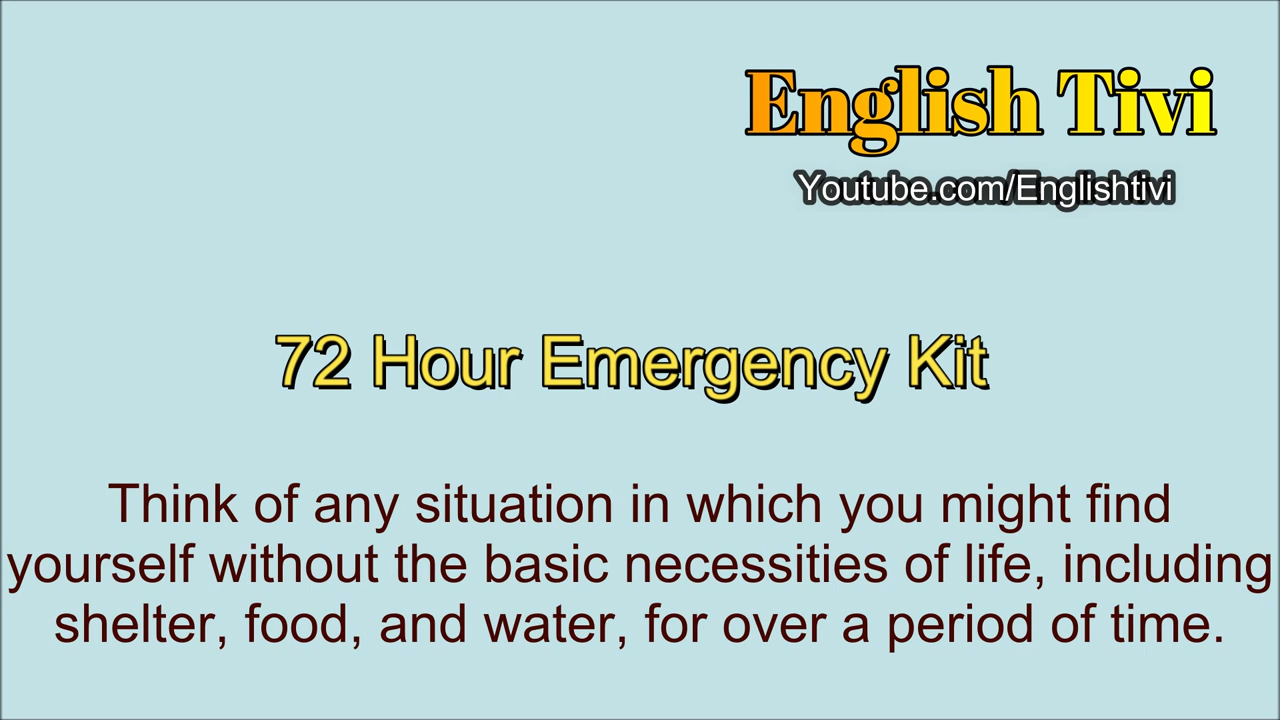 English Tivi
Youtube.com/Englishtivi
72 Hour Emergency Kit
Think of any situation in which you might find
yourself without the basic necessities of life, including
shelter, food, and water, for over a period of time.